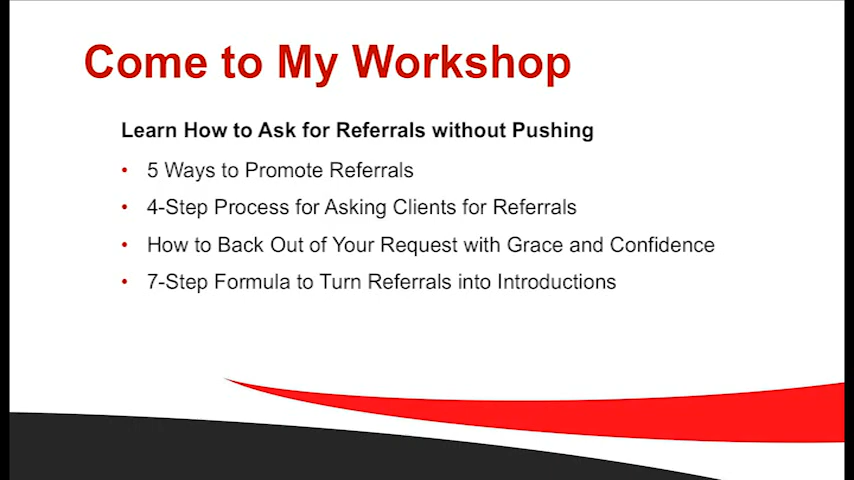 Come to My Workshop
Learn How to Ask for Referrals without Pushing
• 5 Ways to Promote Referrals
• 4-Step Process for Asking Clients for Referrals
• How to Back Out of Your Request with Grace and Confidence
• 7-Step Formula to Turn Referrals into Introductions